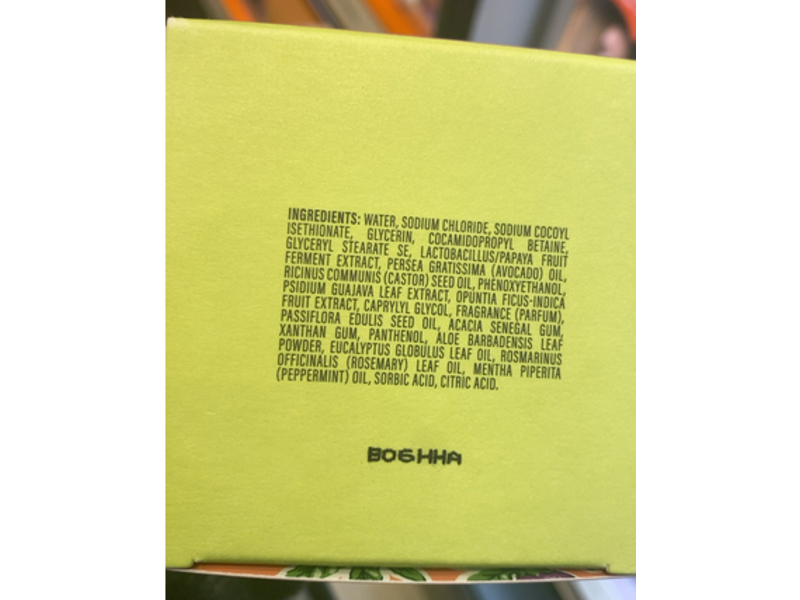 INGREDIENTS: WATER, SODIUM CHLORIDE, SODIUM COCOYL
ISETHIONATE, GLYCERIN, COCAMIDOPROPYL BETAINE,
GLYCERYL STEARATE SE, LACTOBACILLUS/PAPAYA FRUIT
FERMENT EXTRACT, PERSEA GRATISSIMA (AVOCADO) OIL,
RICINUS COMMUNIS (CASTOR) SEED OIL, PHENOXYETHANOL,
PSIDIUM GUAJAVA LEAF EXTRACT, OPUNTIA FICUS-INDICA
FRUIT EXTRACT, CAPRYLYL GLYCOL, FRAGRANCE (PARFUM),
PASSIFLORA EDULIS SEED OIL, ACACIA SENEGAL GUM,
XANTHAN GUM, PANTHENOL, ALOE BARBADENSIS LEAF
POWDER, EUCALYPTUS GLOBULUS LEAF OIL, ROSMARINUS
OFFICINALIS (ROSEMARY) LEAF OIL, MENTHA PIPERITA
(PEPPERMINT) OIL, SORBIC ACID, CITRIC ACID.
BO6HHA